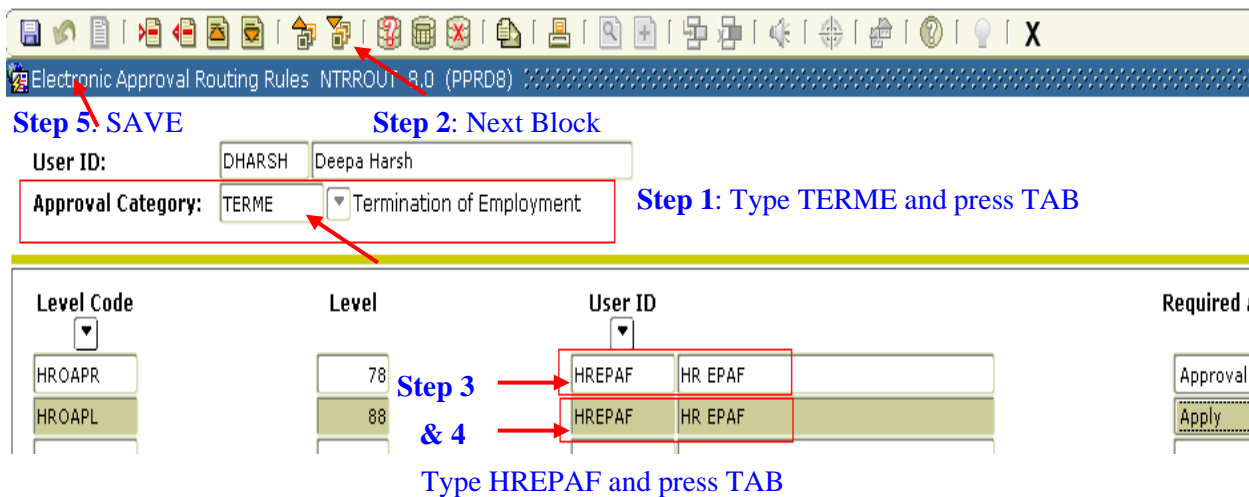 X
Electronic Approval Routing Rules NTRROUT 8.0 (PPRD8)
Step 5: SAVE
Step 2: Next Block
User ID: DHARSH Deepa Harsh
Approval Category: TERME Termination of Employment
Step 1: Type TERME and press TAB
Level Code Level User ID Required
HROAPR 78 HREPAF HR EPAF Approval
Step 3
HROAPL 88 HREPAF HR EPAF Apply
& 4
Type HREPAF and press TAB